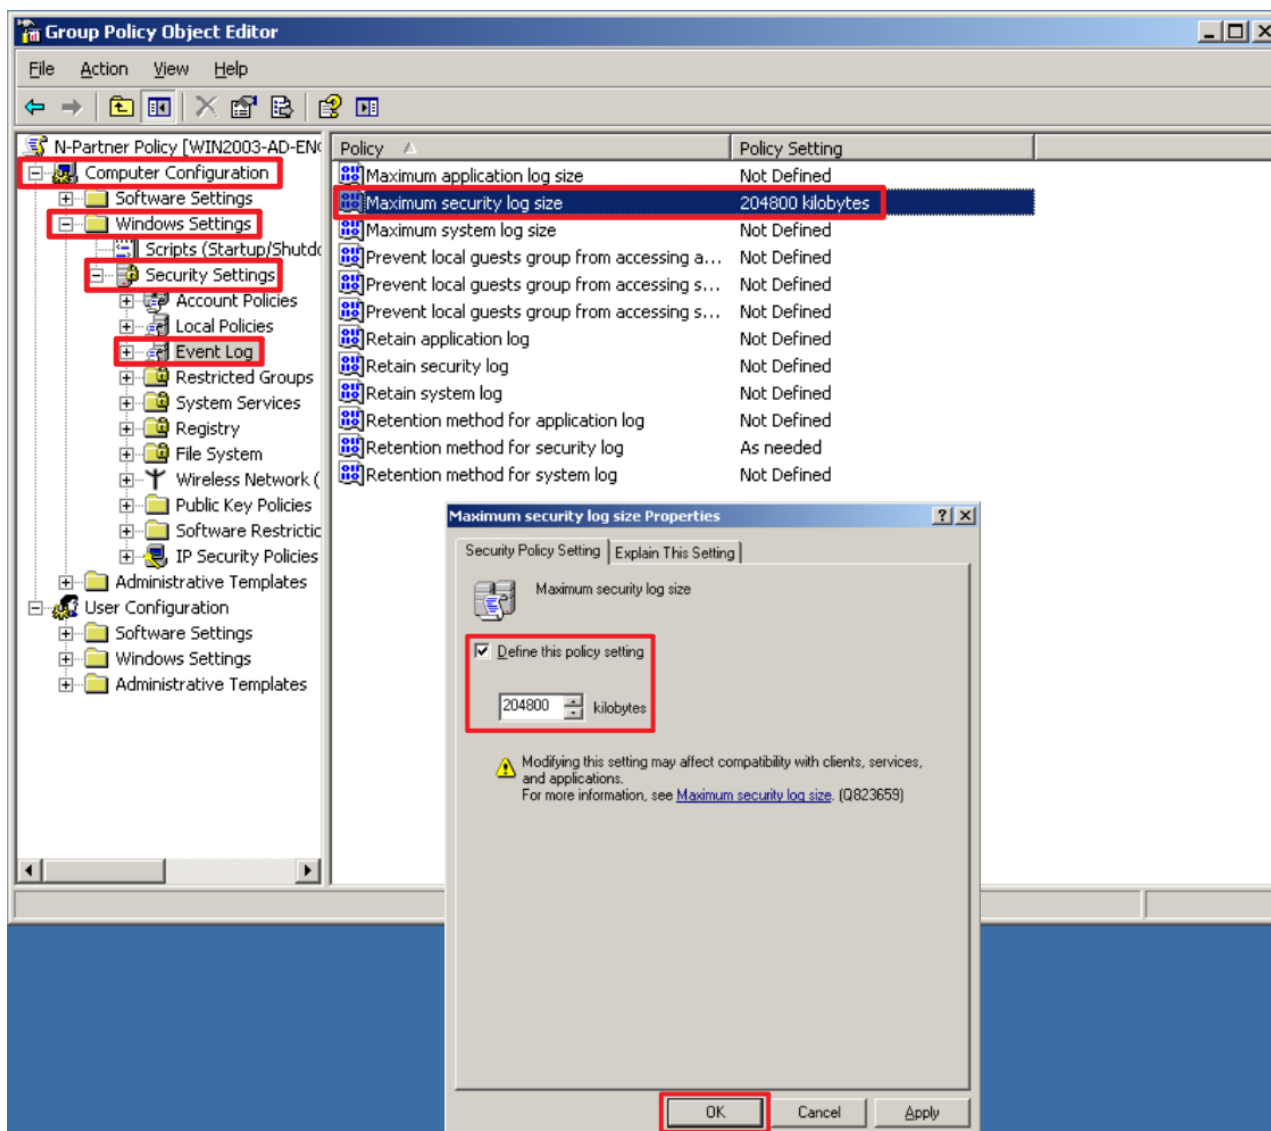 Group Policy Object Editor
File Action View Help
N-Partner Policy [WIN2003-AD-EN
Computer Configuration
Software Settings
Windows Settings
Scripts (Startup/Shutd
Security Settings
Account Policies
Local Policies
Event Log
Restricted Groups
System Services
Registry
File System
Wireless Network (
Public Key Policies
Software Restrictic
IP Security Policies
Administrative Templates
User Configuration
Software Settings
Windows Settings
Administrative Templates
Policy Policy Setting
Maximum application log size Not Defined
Maximum security log size 204800 kilobytes
Maximum system log size Not Defined
Prevent local guests group from accessing a... Not Defined
Prevent local guests group from accessing s... Not Defined
Prevent local guests group from accessing s... Not Defined
Retain application log Not Defined
Retain security log Not Defined
Retain system log Not Defined
Retention method for application log Not Defined
Retention method for security log As needed
Retention method for system log Not Defined
Maximum security log size Properties
Security Policy Setting Explain This Setting
Maximum security log size
Define this policy setting
204800 kilobytes
Modifying this setting may affect compatibility with clients, services,
and applications.
For more information, see Maximum security log size. (Q823659)
OK Cancel Apply